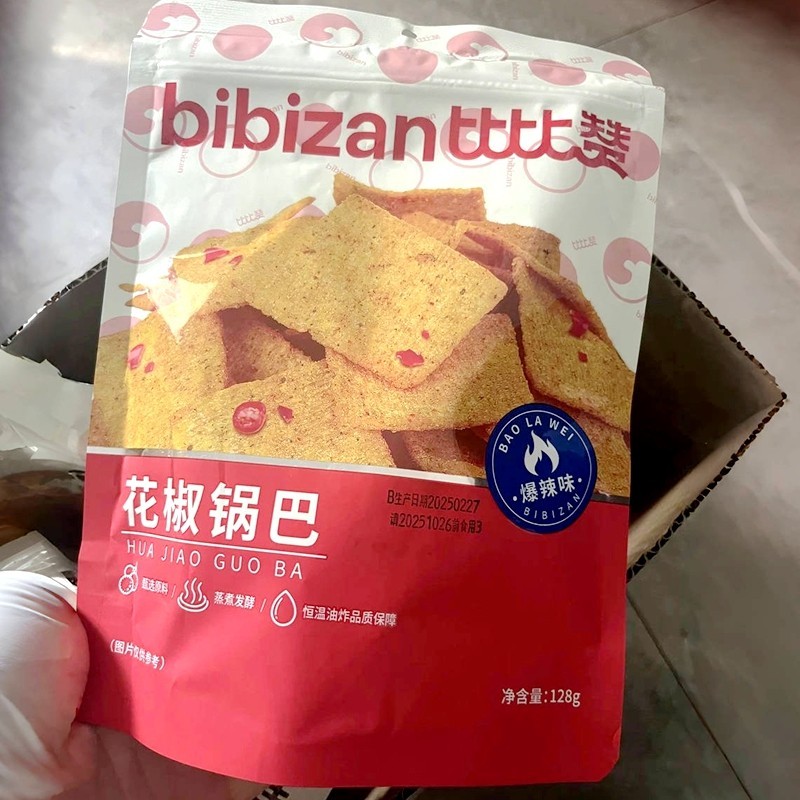 bibizan比比赞
BAO LA WEI
·爆辣味·
BIBIZAN
花椒锅巴
HUA JIAO GUO BA
B生产日期20250227
请20251026前食用3
甄选原料 / 蒸煮发酵 / 恒温油炸品质保障
(图片仅供参考)
净含量:128g